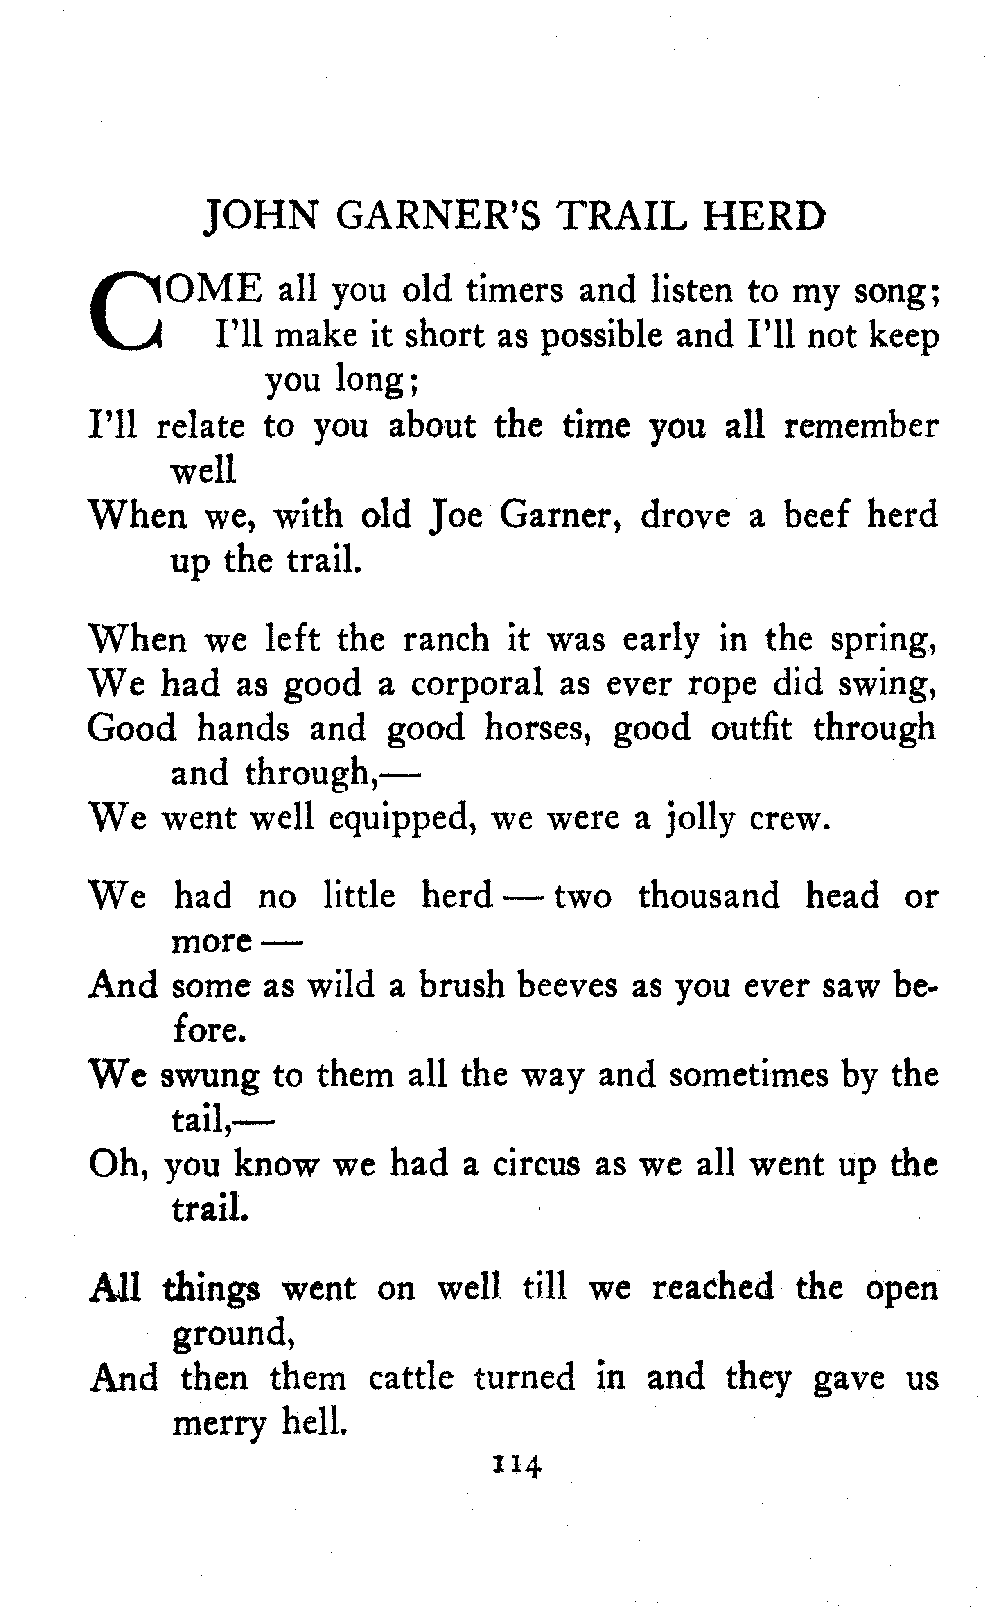 JOHN GARNER'S TRAIL HERD
COME all you old timers and listen to my song;
I'll make it short as possible and I'll not keep
you long;
I'll relate to you about the time you all remember
well
When we, with old Joe Garner, drove a beef herd
up the trail.
When we left the ranch it was early in the spring,
We had as good a corporal as ever rope did swing,
Good hands and good horses, good outfit through
and through,—
We went well equipped, we were a jolly crew.
We had no little herd — two thousand head or
more —
And some as wild a brush beeves as you ever saw be-
fore.
We swung to them all the way and sometimes by the
tail,—
Oh, you know we had a circus as we all went up the
trail.
All things went on well till we reached the open
ground,
And then them cattle turned in and they gave us
merry hell.
114